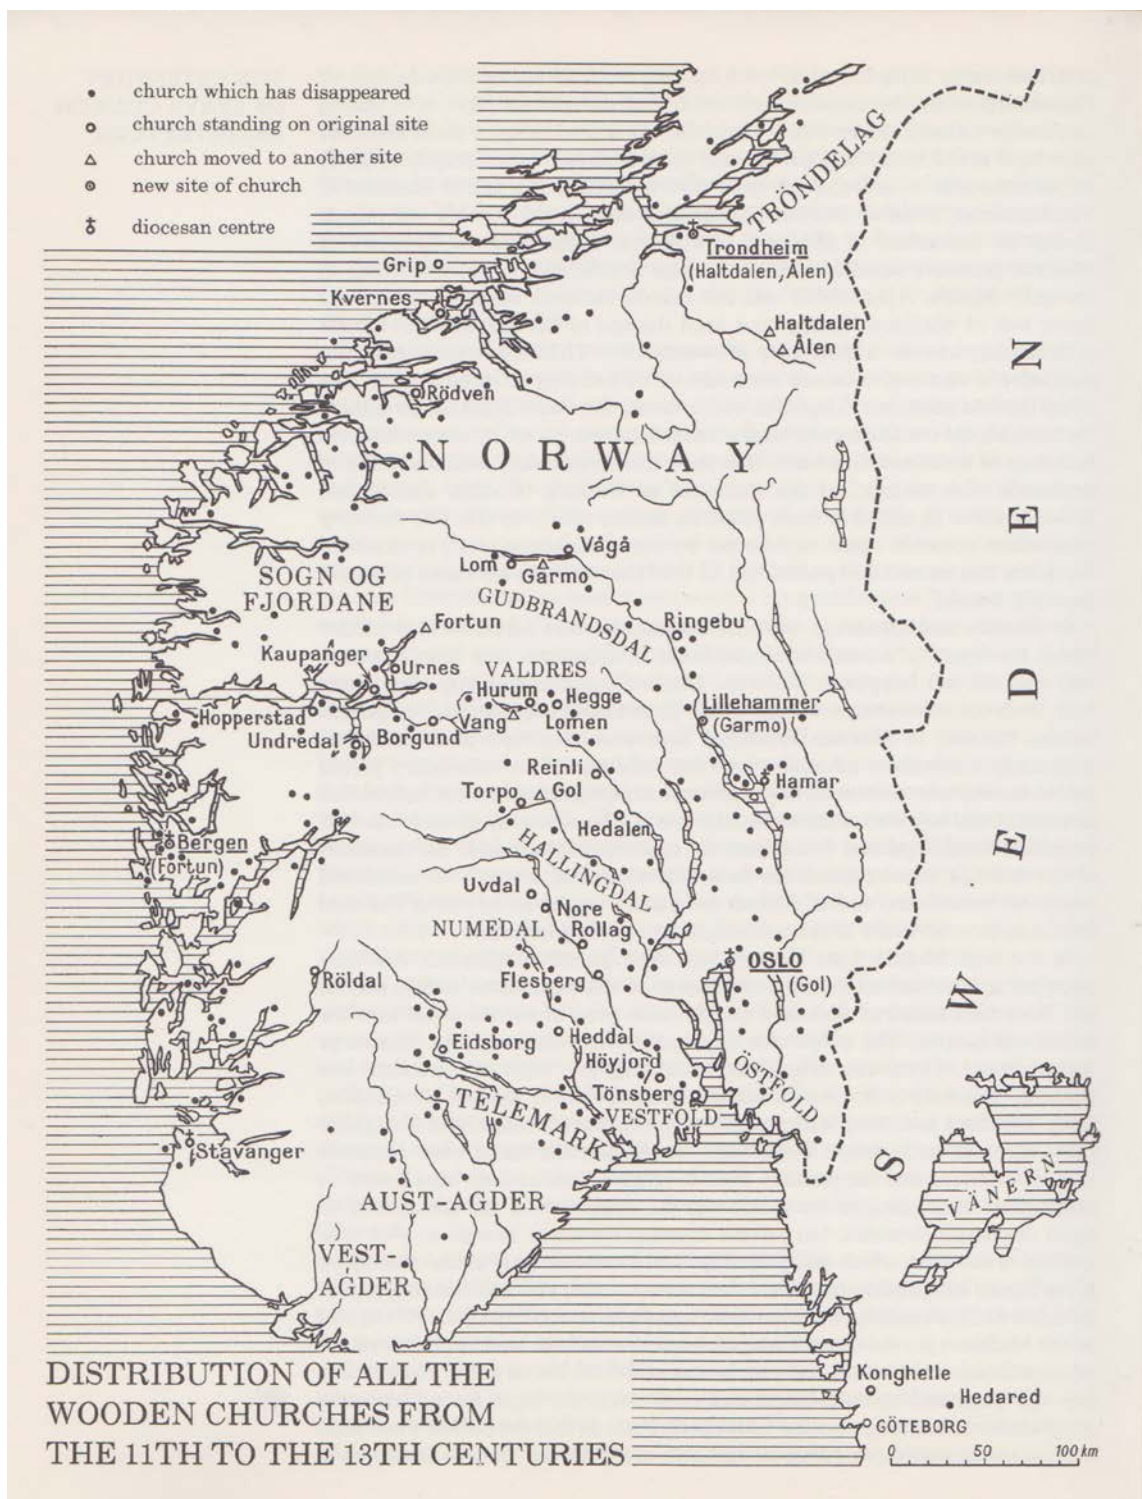 church which has disappeared
church standing on original site
church moved to another site
new site of church
diocesan centre
TRÖNDELAG
Trondheim
(Haltdalen, Ålen)
Grip
Kvernes
Haltdalen
Ålen
Rödven
NORWAY
SWEDEN
Vågå
Lom
Garmo
SOGN OG
FJORDANE
GUDBRANDSDAL
Fortun
Ringebu
Kaupanger
Urnes
VALDRES
Hurum
Hegge
Lillehammer
(Garmo)
Hopperstad
Vang
Lomen
Undredal
Borgund
Reinli
Hamar
Torpo
Gol
Hedalen
Bergen
(Fortun)
HALLINGDAL
Uvdal
Nore
NUMEDAL
Rollag
OSLO
(Gol)
Röldal
Flesberg
Eidsborg
Heddal
Höyjord
ÖSTFOLD
Tönsberg
VESTFOLD
TELEMARK
Stavanger
VÄNERN
AUST-AGDER
VEST-
AGDER
DISTRIBUTION OF ALL THE
WOODEN CHURCHES FROM
THE 11TH TO THE 13TH CENTURIES
Konghelle
Hedared
GÖTEBORG
0 50 100 km